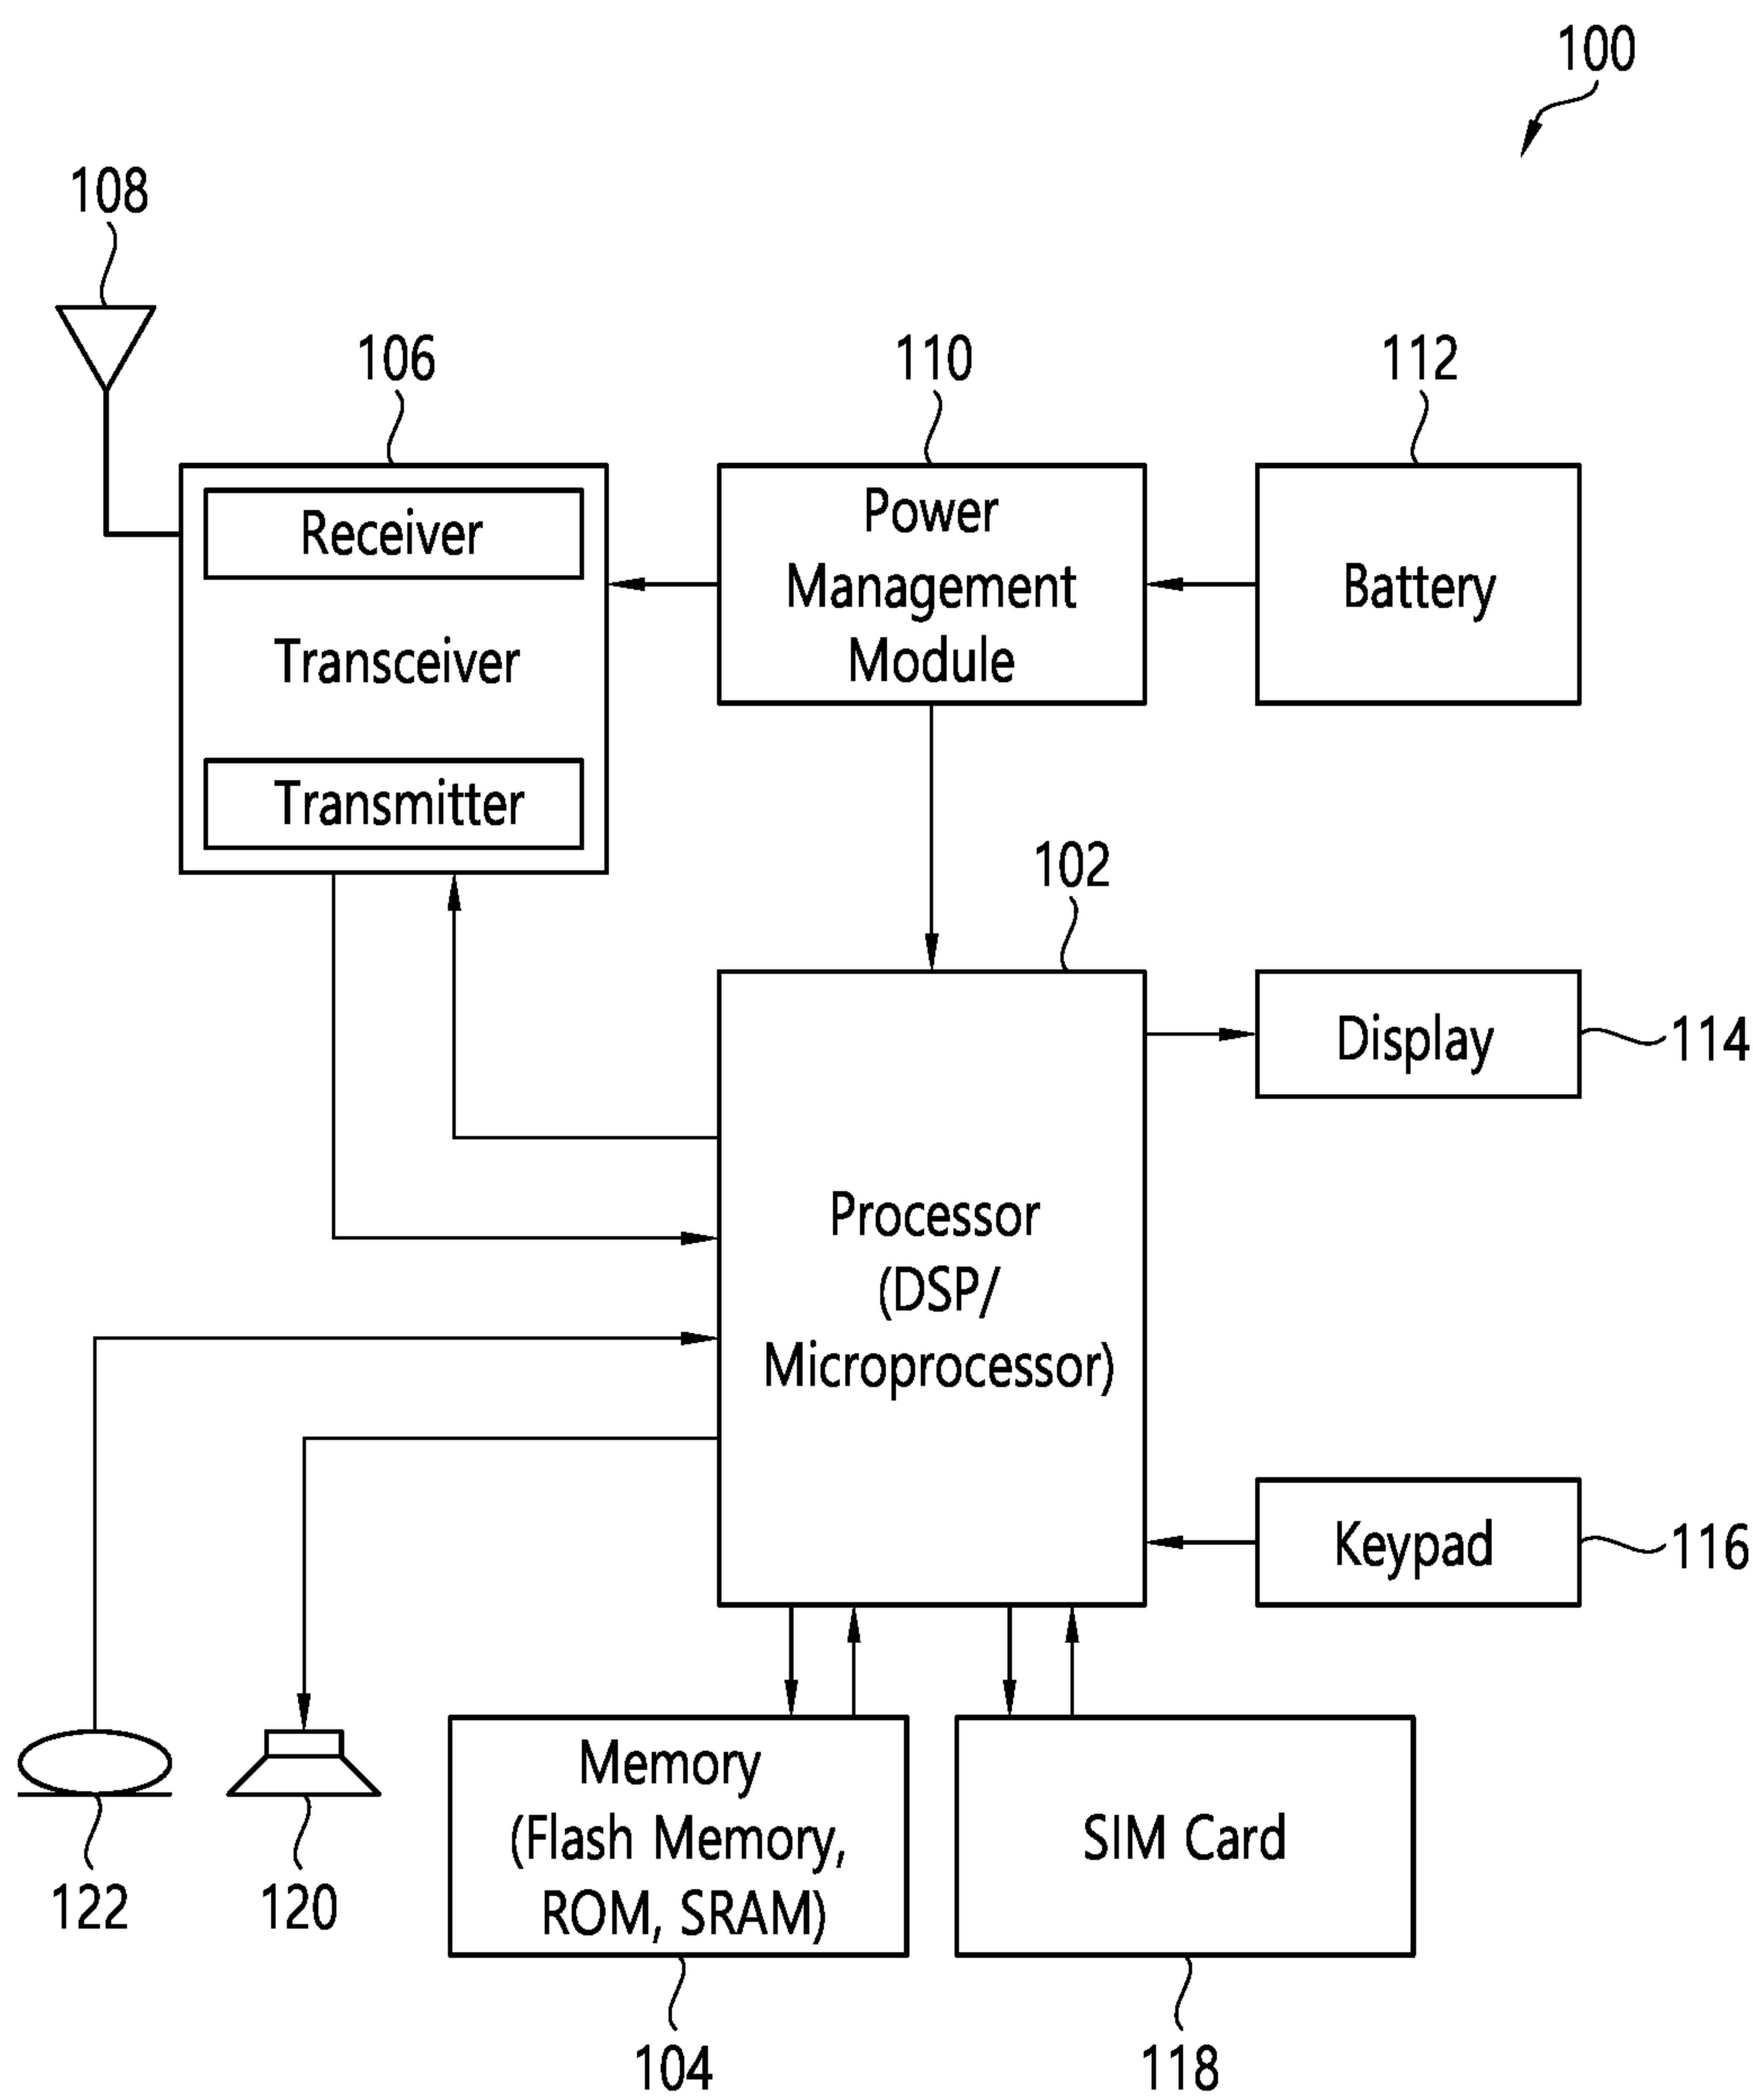 100
108
106
110
112
Receiver
Transceiver
Transmitter
Power
Management
Module
Battery
102
Display
114
Processor
(DSP/
Microprocessor)
Keypad
116
122
120
Memory
(Flash Memory,
ROM, SRAM)
SIM Card
104
118